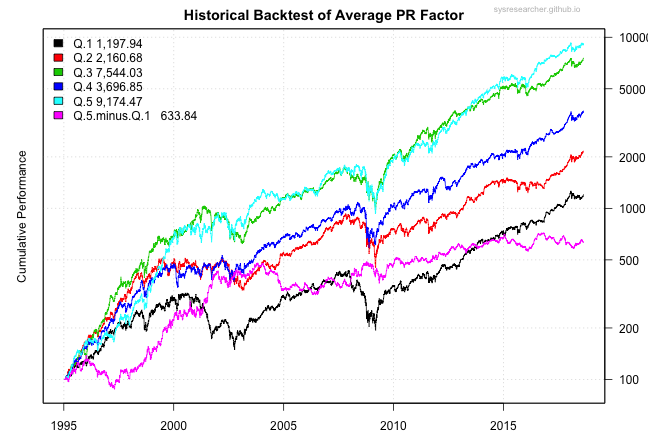 Historical Backtest of Average PR Factor
sysresearcher.github.io
Q.1 1,197.94
Q.2 2,160.68
Q.3 7,544.03
Q.4 3,696.85
Q.5 9,174.47
Q.5.minus.Q.1 633.84
Cumulative Performance
10000
5000
2000
1000
500
200
100
1995 2000 2005 2010 2015